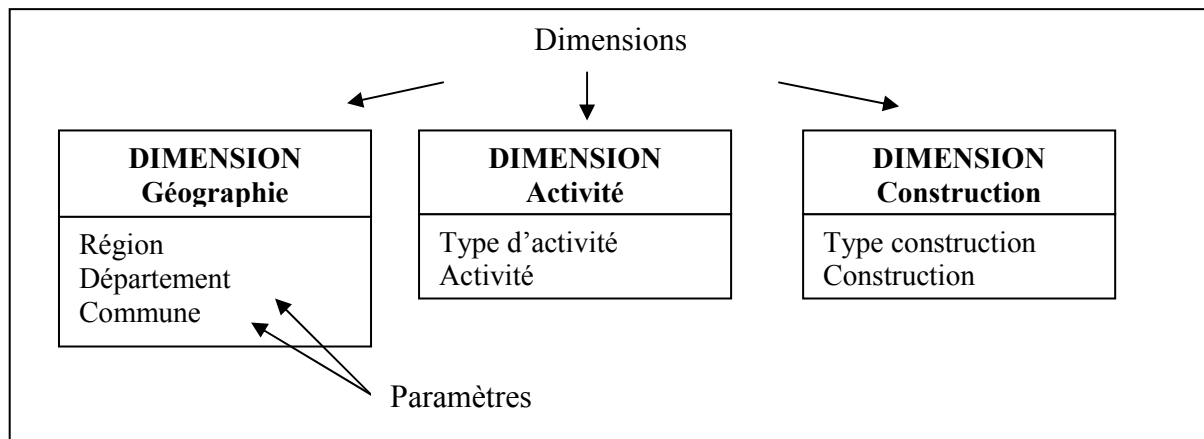 Dimensions
DIMENSION
Géographie
Région
Département
Commune
DIMENSION
Activité
Type d’activité
Activité
DIMENSION
Construction
Type construction
Construction
Paramètres